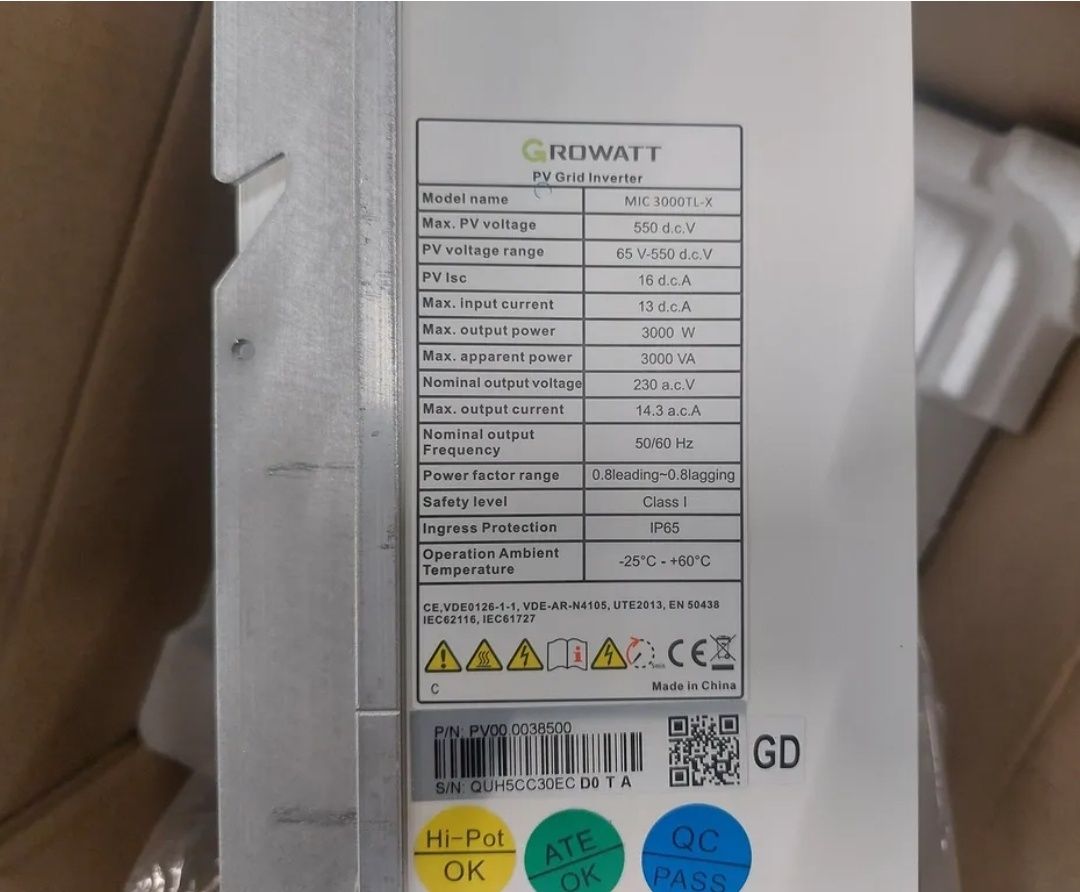 GROWATT
PV Grid Inverter
Model name MIC 3000TL-X
Max. PV voltage 550 d.c.V
PV voltage range 65 V-550 d.c.V
PV Isc 16 d.c.A
Max. input current 13 d.c.A
Max. output power 3000 W
Max. apparent power 3000 VA
Nominal output voltage 230 a.c.V
Max. output current 14.3 a.c.A
Nominal output
Frequency 50/60 Hz
Power factor range 0.8leading~0.8lagging
Safety level Class I
Ingress Protection IP65
Operation Ambient
Temperature -25°C - +60°C
CE,VDE0126-1-1, VDE-AR-N4105, UTE2013, EN 50438
IEC62116, IEC61727
CE
C Made in China
P/N: PV00 0038500
S/N: QUH5CC30EC D0 T A
GD
Hi-Pot
OK
ATE
OK
QC
PASS